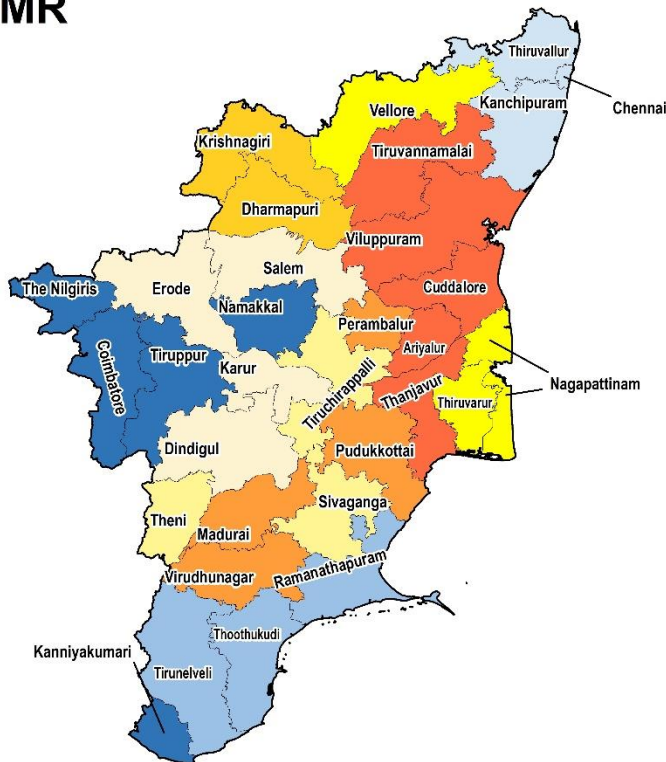 MR
Thiruvallur
Chennai
Kanchipuram
Vellore
Tiruvannamalai
Krishnagiri
Dharmapuri
Viluppuram
Salem
The Nilgiris
Erode
Namakkal
Cuddalore
Perambalur
Ariyalur
Coimbatore
Tiruppur
Karur
Tiruchirappalli
Thanjavur
Nagapattinam
Thiruvarur
Dindigul
Pudukkottai
Sivaganga
Theni
Madurai
Virudhunagar
Ramanathapuram
Thoothukudi
Kanniyakumari
Tirunelveli